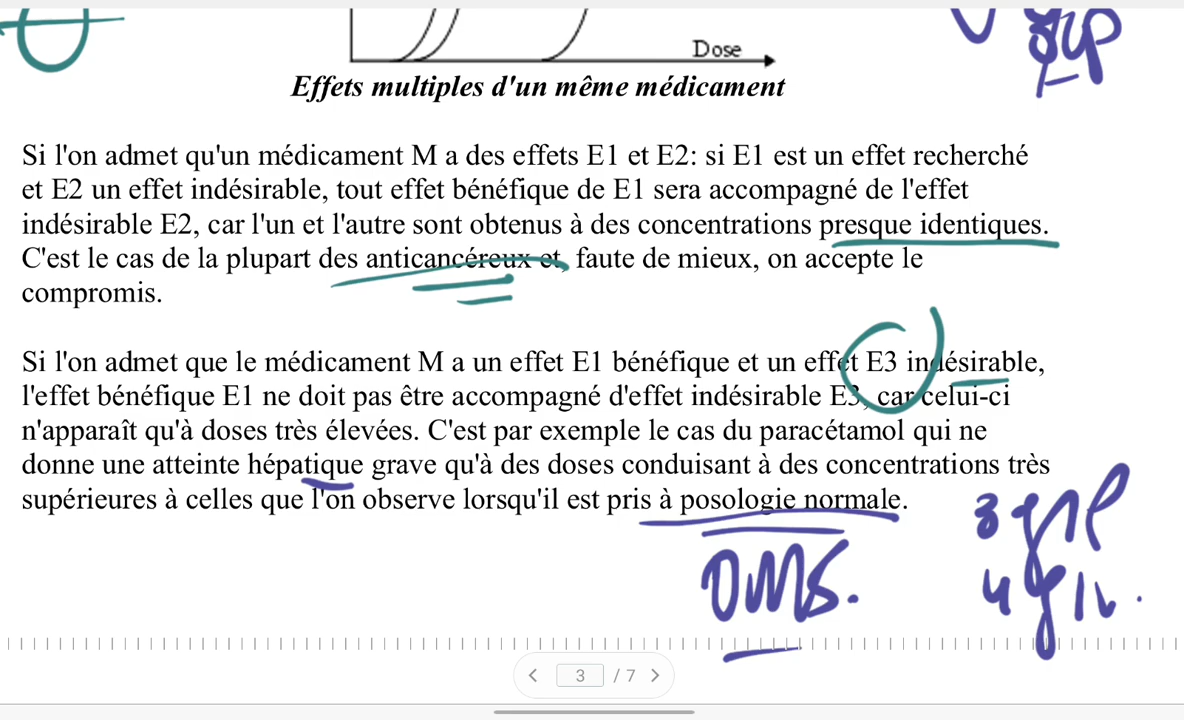 Dose
Effets multiples d'un même médicament
Si l'on admet qu'un médicament M a des effets E1 et E2: si E1 est un effet recherché
et E2 un effet indésirable, tout effet bénéfique de E1 sera accompagné de l'effet
indésirable E2, car l'un et l'autre sont obtenus à des concentrations presque identiques.
C'est le cas de la plupart des anticancéreux et, faute de mieux, on accepte le
compromis.
Si l'on admet que le médicament M a un effet E1 bénéfique et un effet E3 indésirable,
l'effet bénéfique E1 ne doit pas être accompagné d'effet indésirable E3, car celui-ci
n'apparaît qu'à doses très élevées. C'est par exemple le cas du paracétamol qui ne
donne une atteinte hépatique grave qu'à des doses conduisant à des concentrations très
supérieures à celles que l'on observe lorsqu'il est pris à posologie normale.
OMS.
3
4
3 / 7